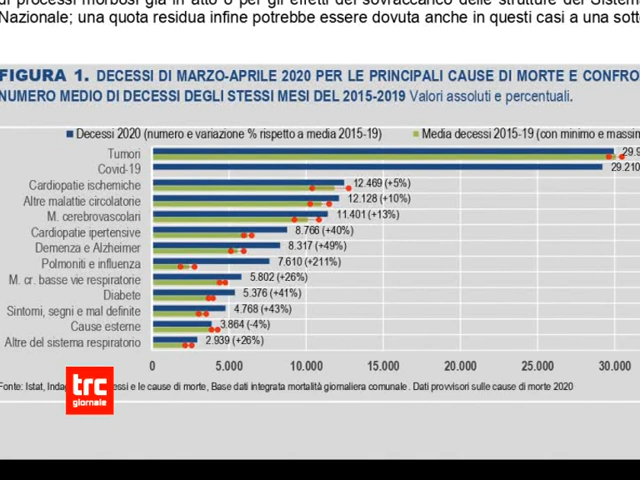 di processi morbosi già in atto o per gli effetti del sovraccarico delle strutture del Sistema
Nazionale; una quota residua infine potrebbe essere dovuta anche in questi casi a una sotto
FIGURA 1. DECESSI DI MARZO-APRILE 2020 PER LE PRINCIPALI CAUSE DI MORTE E CONFRO
NUMERO MEDIO DI DECESSI DEGLI STESSI MESI DEL 2015-2019 Valori assoluti e percentuali.
Decessi 2020 (numero e variazione % rispetto a media 2015-19) Media decessi 2015-19 (con minimo e massim
Tumori 29.9
Covid-19 29.210
Cardiopatie ischemiche 12.469 (+5%)
Altre malattie circolatorie 12.128 (+10%)
M. cerebrovascolari 11.401 (+13%)
Cardiopatie ipertensive 8.766 (+40%)
Demenza e Alzheimer 8.317 (+49%)
Polmoniti e influenza 7.610 (+211%)
M. cr. basse vie respiratorie 5.802 (+26%)
Diabete 5.376 (+41%)
Sintomi, segni e mal definite 4.768 (+43%)
Cause esterne 3.864 (-4%)
Altre del sistema respiratorio 2.939 (+26%)
0 5.000 10.000 15.000 20.000 25.000 30.000
Fonte: Istat, Inda essi e le cause di morte, Base dati integrata mortalità giornaliera comunale. Dati provvisori sulle cause di morte 2020
trc
giornale